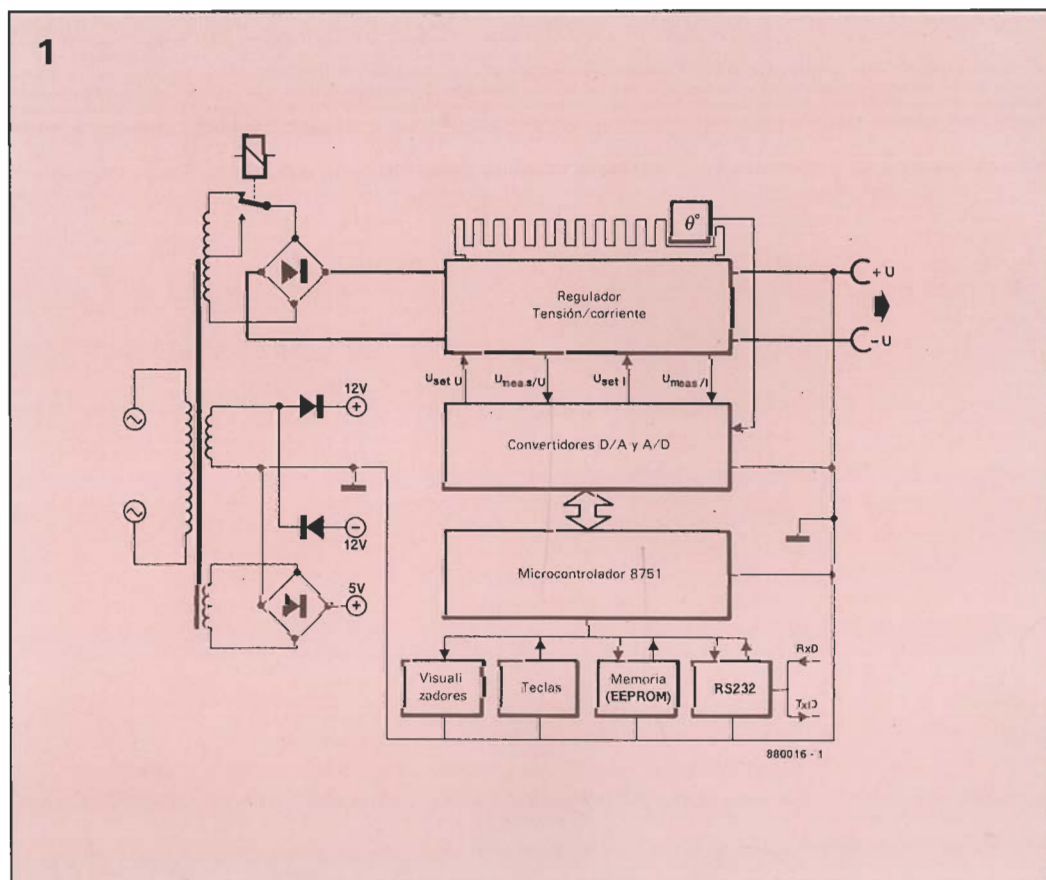 1
θ°
Regulador
Tensión/corriente
+U
−U
Uset U
Umeas/U
Uset I
Umeas/I
12V
+
Convertidores D/A y A/D
−
12V
5V
+
Microcontrolador 8751
Visuali
zadores
Teclas
Memoria
(EEPROM)
RS232
RxD
TxD
880016 - 1